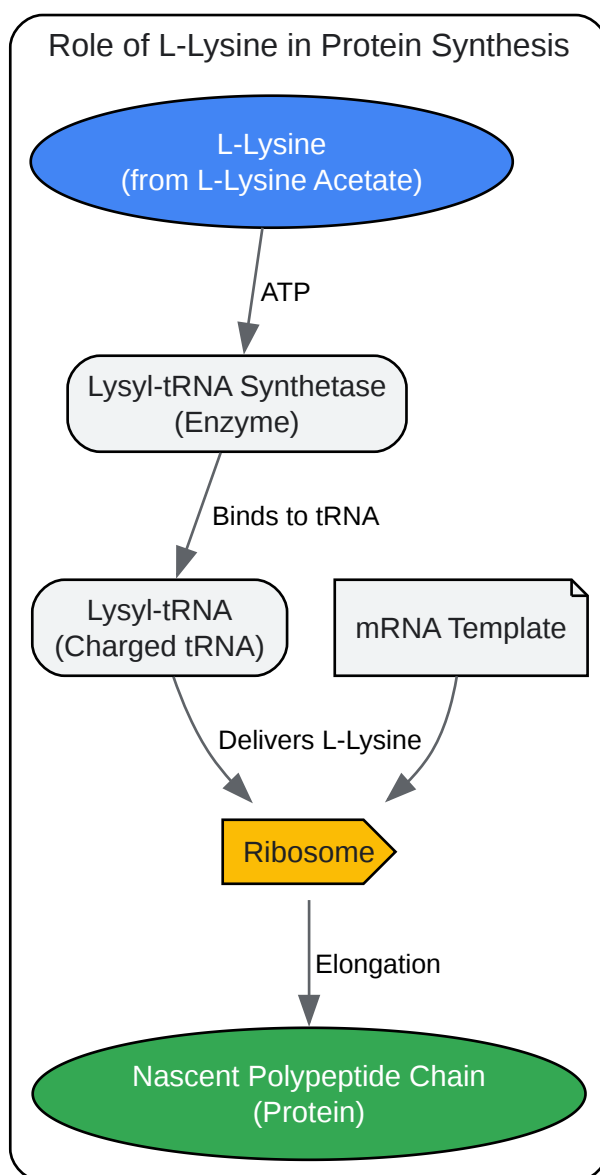 Role of L-Lysine in Protein Synthesis
L-Lysine
(from L-Lysine Acetate)
ATP
Lysyl-tRNA Synthetase
(Enzyme)
Binds to tRNA
Lysyl-tRNA
(Charged tRNA)
mRNA Template
Delivers L-Lysine
Ribosome
Elongation
Nascent Polypeptide Chain
(Protein)